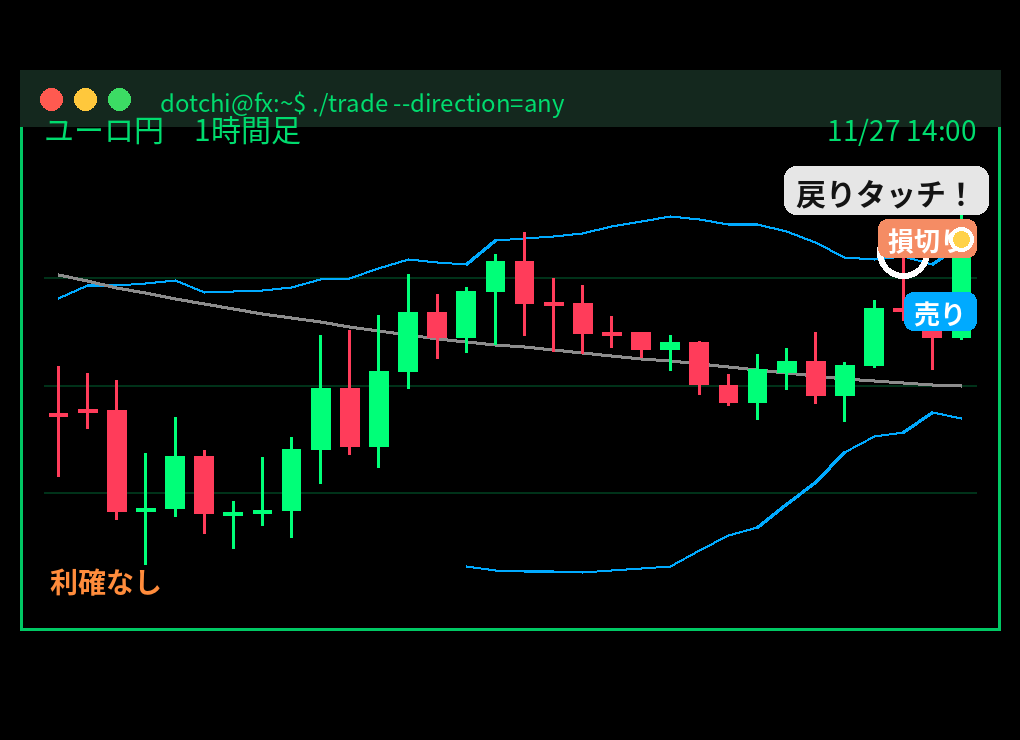 dotchi@fx:~$ ./trade --direction=any
ユーロ円 1時間足
11/27 14:00
戻りタッチ！
損切り
売り
利確なし